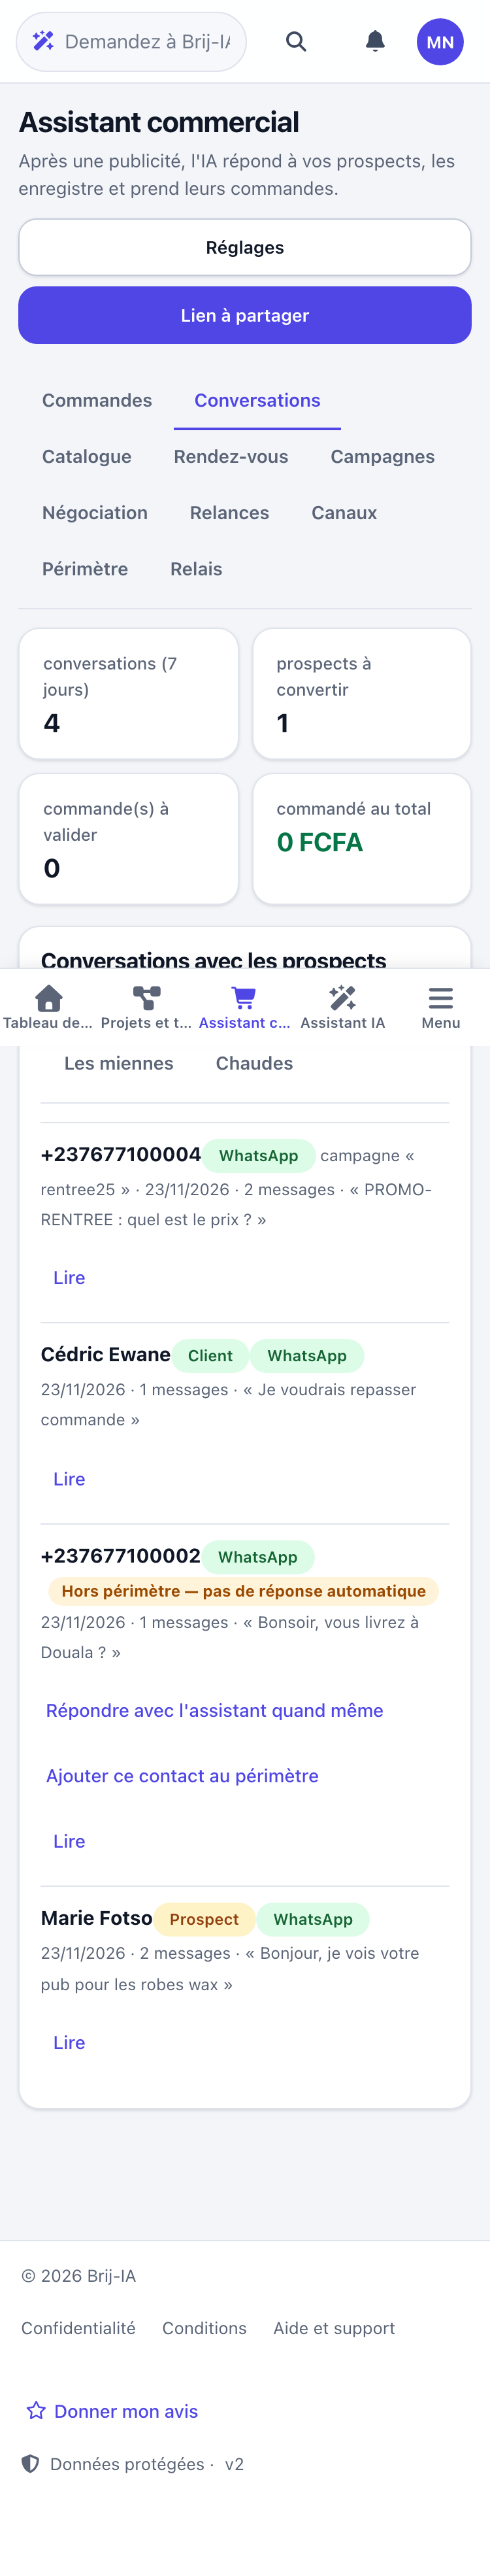 Demandez à Brij-IA
MN
Assistant commercial
Après une publicité, l'IA répond à vos prospects, les
enregistre et prend leurs commandes.
Réglages
Lien à partager
Commandes Conversations
Catalogue Rendez-vous Campagnes
Négociation Relances Canaux
Périmètre Relais
conversations (7
jours)
4
prospects à
convertir
1
commande(s) à
valider
0
commandé au total
0 FCFA
Conversations avec les prospects
Tableau de... Projets et t... Assistant c... Assistant IA Menu
Les miennes Chaudes
+237677100004 WhatsApp campagne «
rentree25 » · 23/11/2026 · 2 messages · « PROMO-
RENTREE : quel est le prix ? »
Lire
Cédric Ewane Client WhatsApp
23/11/2026 · 1 messages · « Je voudrais repasser
commande »
Lire
+237677100002 WhatsApp
Hors périmètre — pas de réponse automatique
23/11/2026 · 1 messages · « Bonsoir, vous livrez à
Douala ? »
Répondre avec l'assistant quand même
Ajouter ce contact au périmètre
Lire
Marie Fotso Prospect WhatsApp
23/11/2026 · 2 messages · « Bonjour, je vois votre
pub pour les robes wax »
Lire
© 2026 Brij-IA
Confidentialité Conditions Aide et support
Donner mon avis
Données protégées · v2